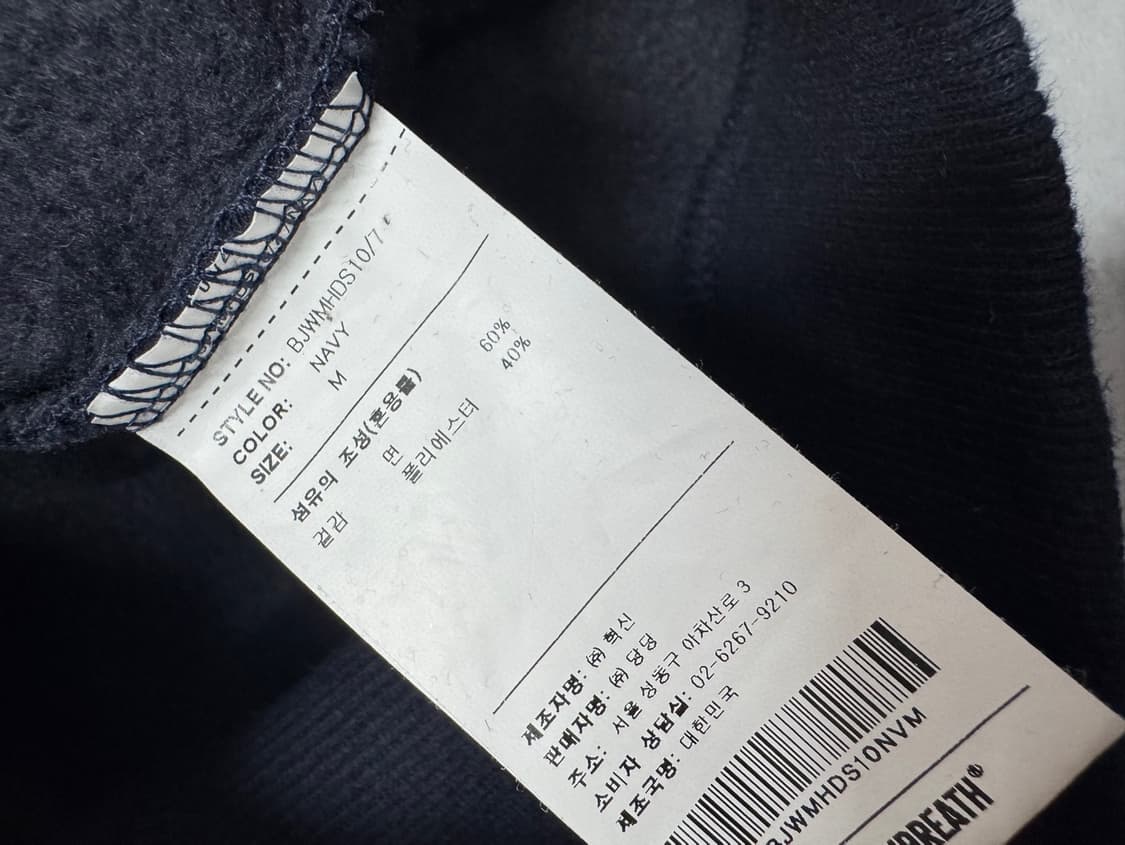 STYLE NO: BJWMHDS10/7
COLOR: NAVY
SIZE: M
섬유의 조성(혼용률)
겉감 면 60%
폴리에스터 40%
제조자명: ㈜ 혁신
판매자명: ㈜ 당당
주소: 서울 성동구 아차산로 3
소비자 상담실: 02-6267-9210
제조국명: 대한민국
BJWMHDS10NVM